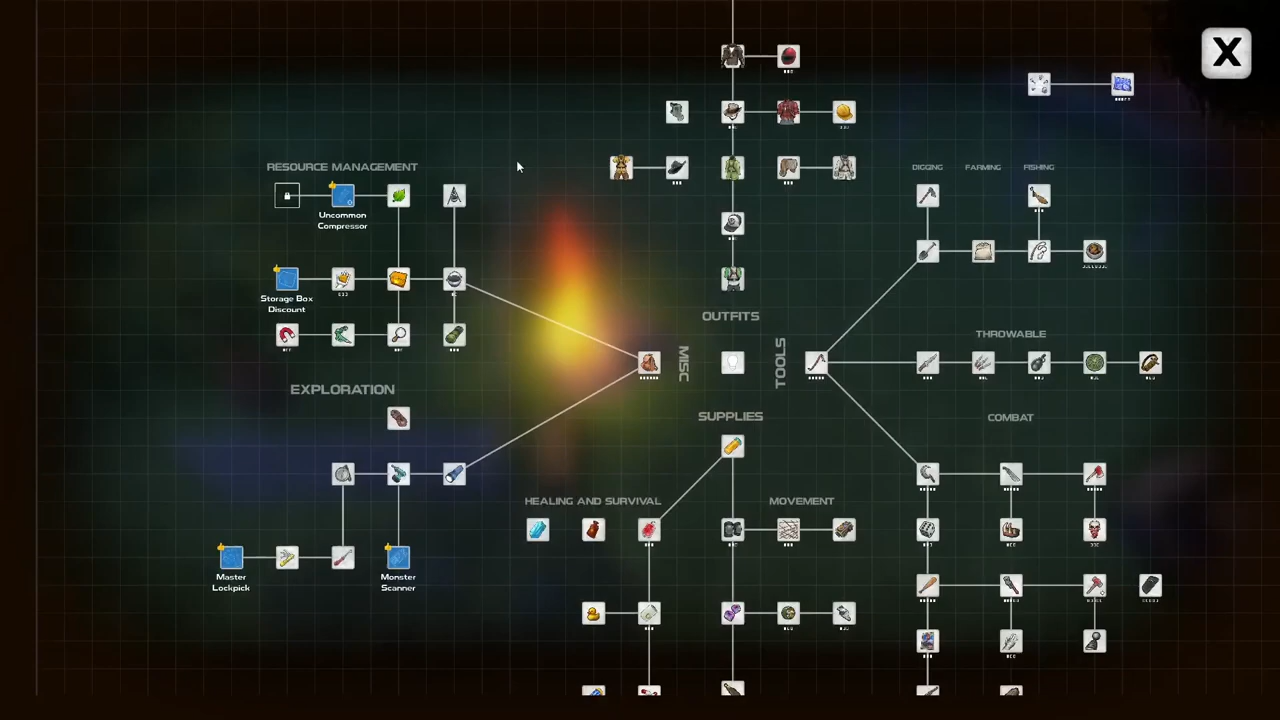 X
DIGGING FARMING FISHING
RESOURCE MANAGEMENT
Uncommon
Compressor
Storage Box
Discount
OUTFITS
THROWABLE
MISC
TOOLS
EXPLORATION
SUPPLIES
COMBAT
HEALING AND SURVIVAL
MOVEMENT
Master
Lockpick
Monster
Scanner